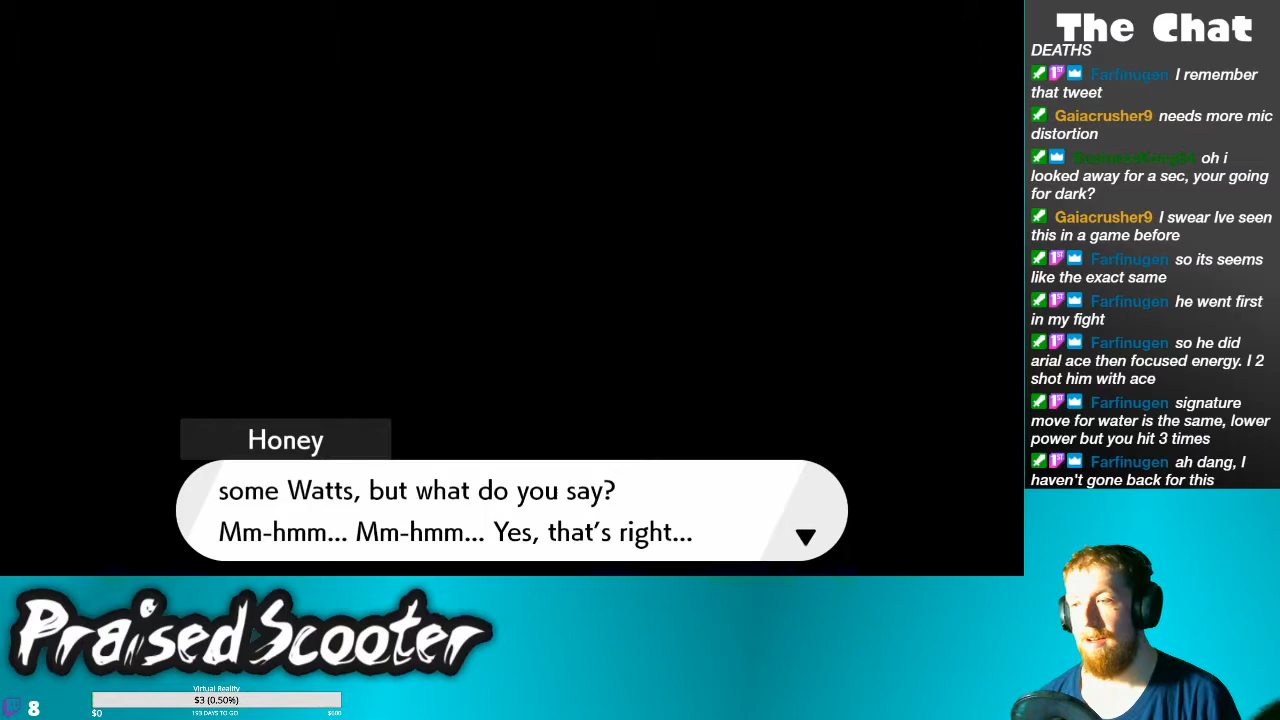 The Chat
DEATHS
Farfinugen I remember
that tweet
Gaiacrusher9 needs more mic
distortion
oh i
looked away for a sec, your going
for dark?
Gaiacrusher9 I swear Ive seen
this in a game before
Farfinugen so its seems
like the exact same
Farfinugen he went first
in my fight
Farfinugen so he did
arial ace then focused energy. I 2
shot him with ace
Farfinugen signature
move for water is the same, lower
power but you hit 3 times
Farfinugen ah dang, I
haven't gone back for this
Honey
some Watts, but what do you say?
Mm-hmm... Mm-hmm... Yes, that's right...
PraisedScooter
8
Virtual Reality
$3 (0.50%)
$0
193 DAYS TO GO
$600